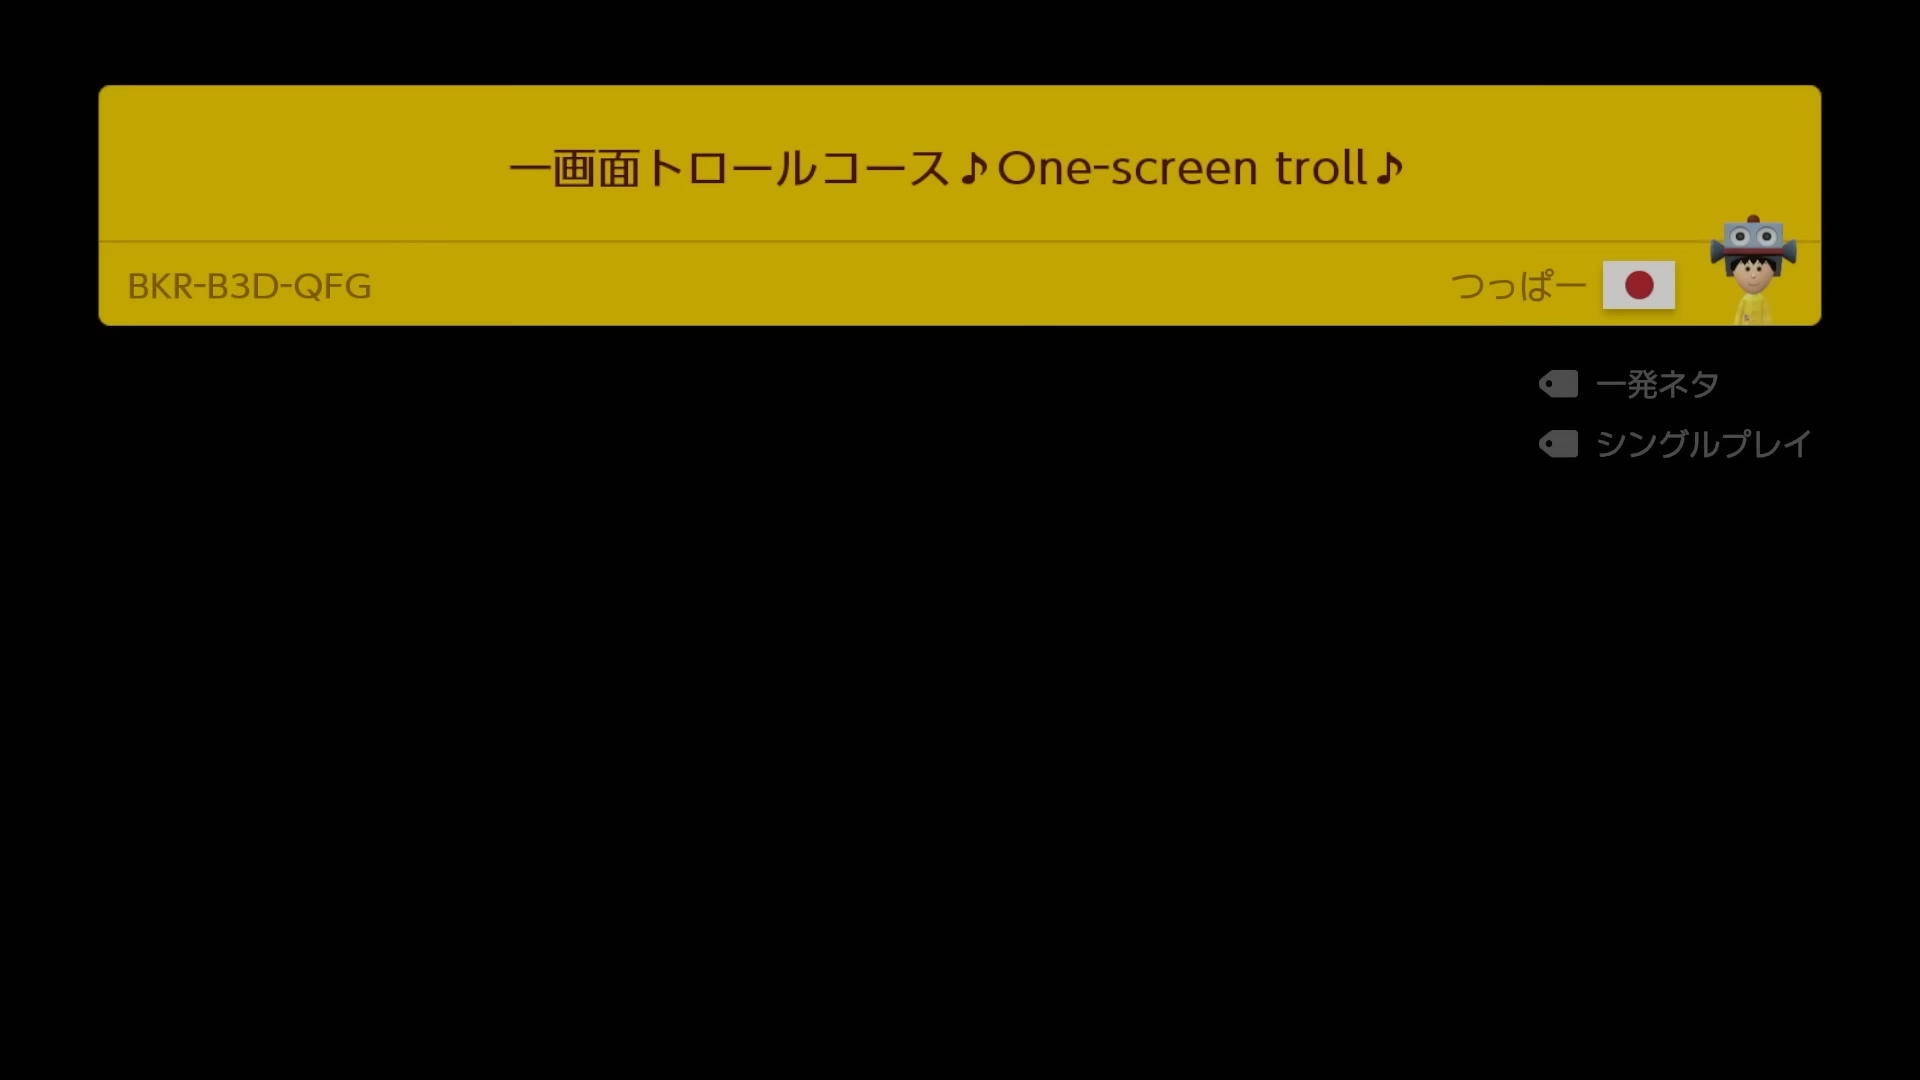 一画面トロールコース♪One-screen troll♪
BKR-B3D-QFG
つっぱー
一発ネタ
シングルプレイ